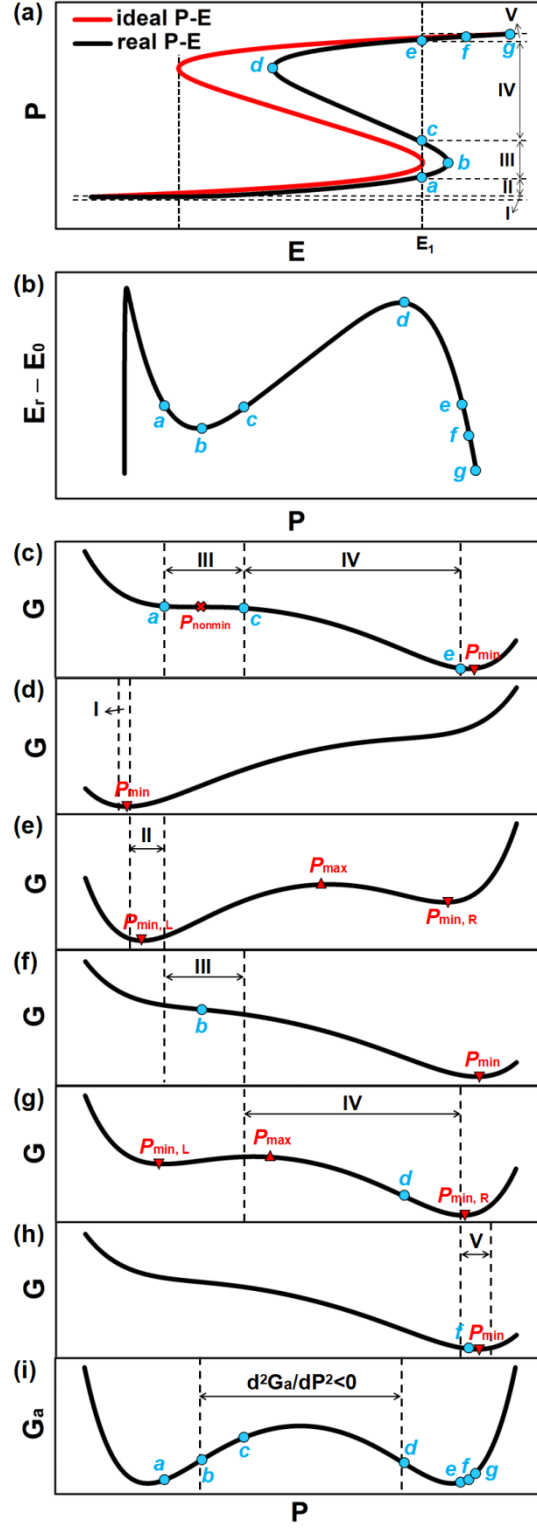 (a)
ideal P-E
real P-E
V
d
e
f
g
IV
P
c
III
b
a
II
I
E
E₁
(b)
Eᵣ – E₀
d
a
b
c
e
f
g
P
(c)
III
IV
G
a
Pnonmin
c
e
Pmin
(d)
I
G
Pmin
(e)
II
G
Pmax
Pmin, L
Pmin, R
(f)
III
G
b
Pmin
(g)
IV
G
Pmin, L
Pmax
d
Pmin, R
(h)
V
G
f
Pmin
(i)
d²Gₐ/dP²<0
Gₐ
a
b
c
d
e
f
g
P